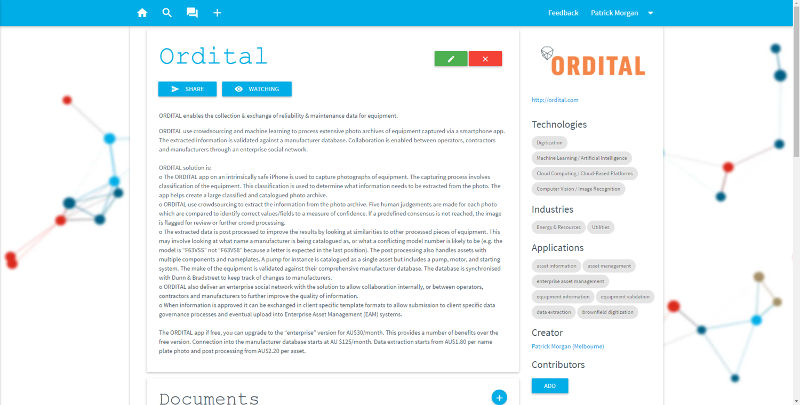 Feedback
Patrick Morgan
Ordital
SHARE
WATCHING
ORDITAL enables the collection & exchange of reliability & maintenance data for equipment.
ORDITAL use crowdsourcing and machine learning to process extensive photo archives of equipment captured via a smartphone app.
The extracted information is validated against a manufacturer database. Collaboration is enabled between operators, contractors
and manufacturers through an enterprise social network.
ORDITAL solution is:
o The ORDITAL app on an intrinsically safe iPhone is used to capture photographs of equipment. The capturing process involves
classification of the equipment. This classification is used to determine what information needs to be extracted from the photo. The
app helps create a large classified and catalogued photo archive.
o ORDITAL use crowdsourcing to extract the information from the photo archive. Five human judgements are made for each photo
which are compared to identify correct values/fields to a measure of confidence. If a predefined consensus is not reached, the image
is flagged for review or further crowd processing.
o The extracted data is post processed to improve the results by looking at similarities to other processed pieces of equipment. This
may involve looking at what name a manufacturer is being catalogued as, or what a conflicting model number is likely to be (e.g. the
model is "F63V5S" not "F63V58" because a letter is expected in the last position). The post processing also handles assets with
multiple components and nameplates. A pump for instance is catalogued as a single asset but includes a pump, motor, and starting
system. The make of the equipment is validated against their comprehensive manufacturer database. The database is synchronised
with Dunn & Bradstreet to keep track of changes to manufacturers.
o ORDITAL also deliver an enterprise social network with the solution to allow collaboration internally, or between operators,
contractors and manufacturers to further improve the quality of information.
o When information is approved it can be exchanged in client specific template formats to allow submission to client specific data
governance processes and eventual upload into Enterprise Asset Management (EAM) systems.
The ORDITAL app if free, you can upgrade to the "enterprise" version for AU$30/month. This provides a number of benefits over the
free version. Connection into the manufacturer database starts at AU $125/month. Data extraction starts from AU$1.80 per name
plate photo and post processing from AU$2.20 per asset.
Documents
ORDITAL
http://ordital.com
Technologies
Digitization
Machine Learning / Artificial Intelligence
Cloud Computing / Cloud-Based Platforms
Computer Vision / Image Recognition
Industries
Energy & Resources
Utilities
Applications
asset information
asset management
enterprise asset management
equipment information
equipment validation
data extraction
brownfield digitization
Creator
Patrick Morgan (Melbourne)
Contributors
ADD